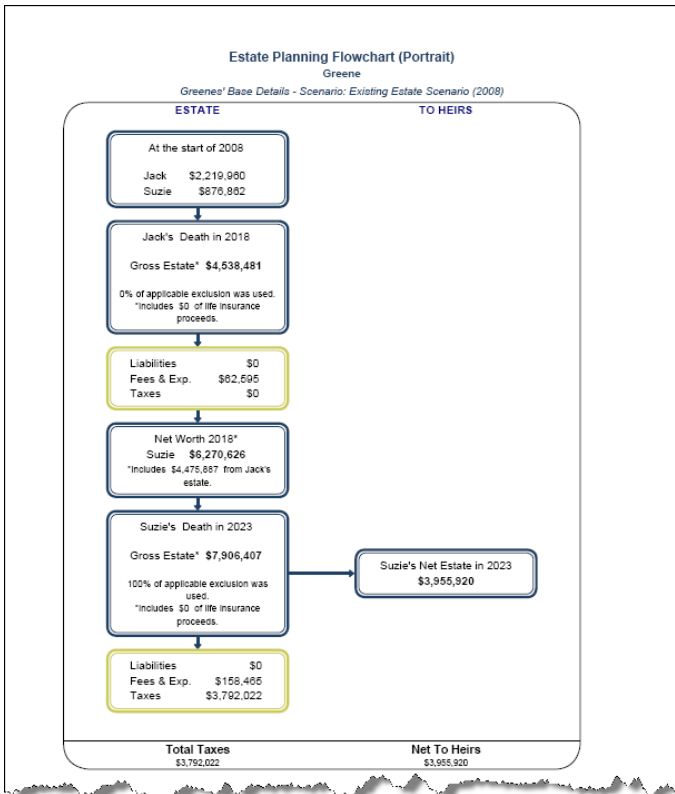 Estate Planning Flowchart (Portrait)
Greene
Greenes' Base Details - Scenario: Existing Estate Scenario (2008)
ESTATE
TO HEIRS
At the start of 2008
Jack $2,219,960
Suzie $876,862
Jack's Death in 2018
Gross Estate* $4,538,481
0% of applicable exclusion was used.
*Includes $0 of life insurance
proceeds.
Liabilities $0
Fees & Exp. $62,595
Taxes $0
Net Worth 2018*
Suzie $6,270,626
*Includes $4,475,887 from Jack's
estate.
Suzie's Death in 2023
Gross Estate* $7,906,407
100% of applicable exclusion was
used.
*Includes $0 of life insurance
proceeds.
Suzie's Net Estate in 2023
$3,955,920
Liabilities $0
Fees & Exp. $158,465
Taxes $3,792,022
Total Taxes
$3,792,022
Net To Heirs
$3,955,920